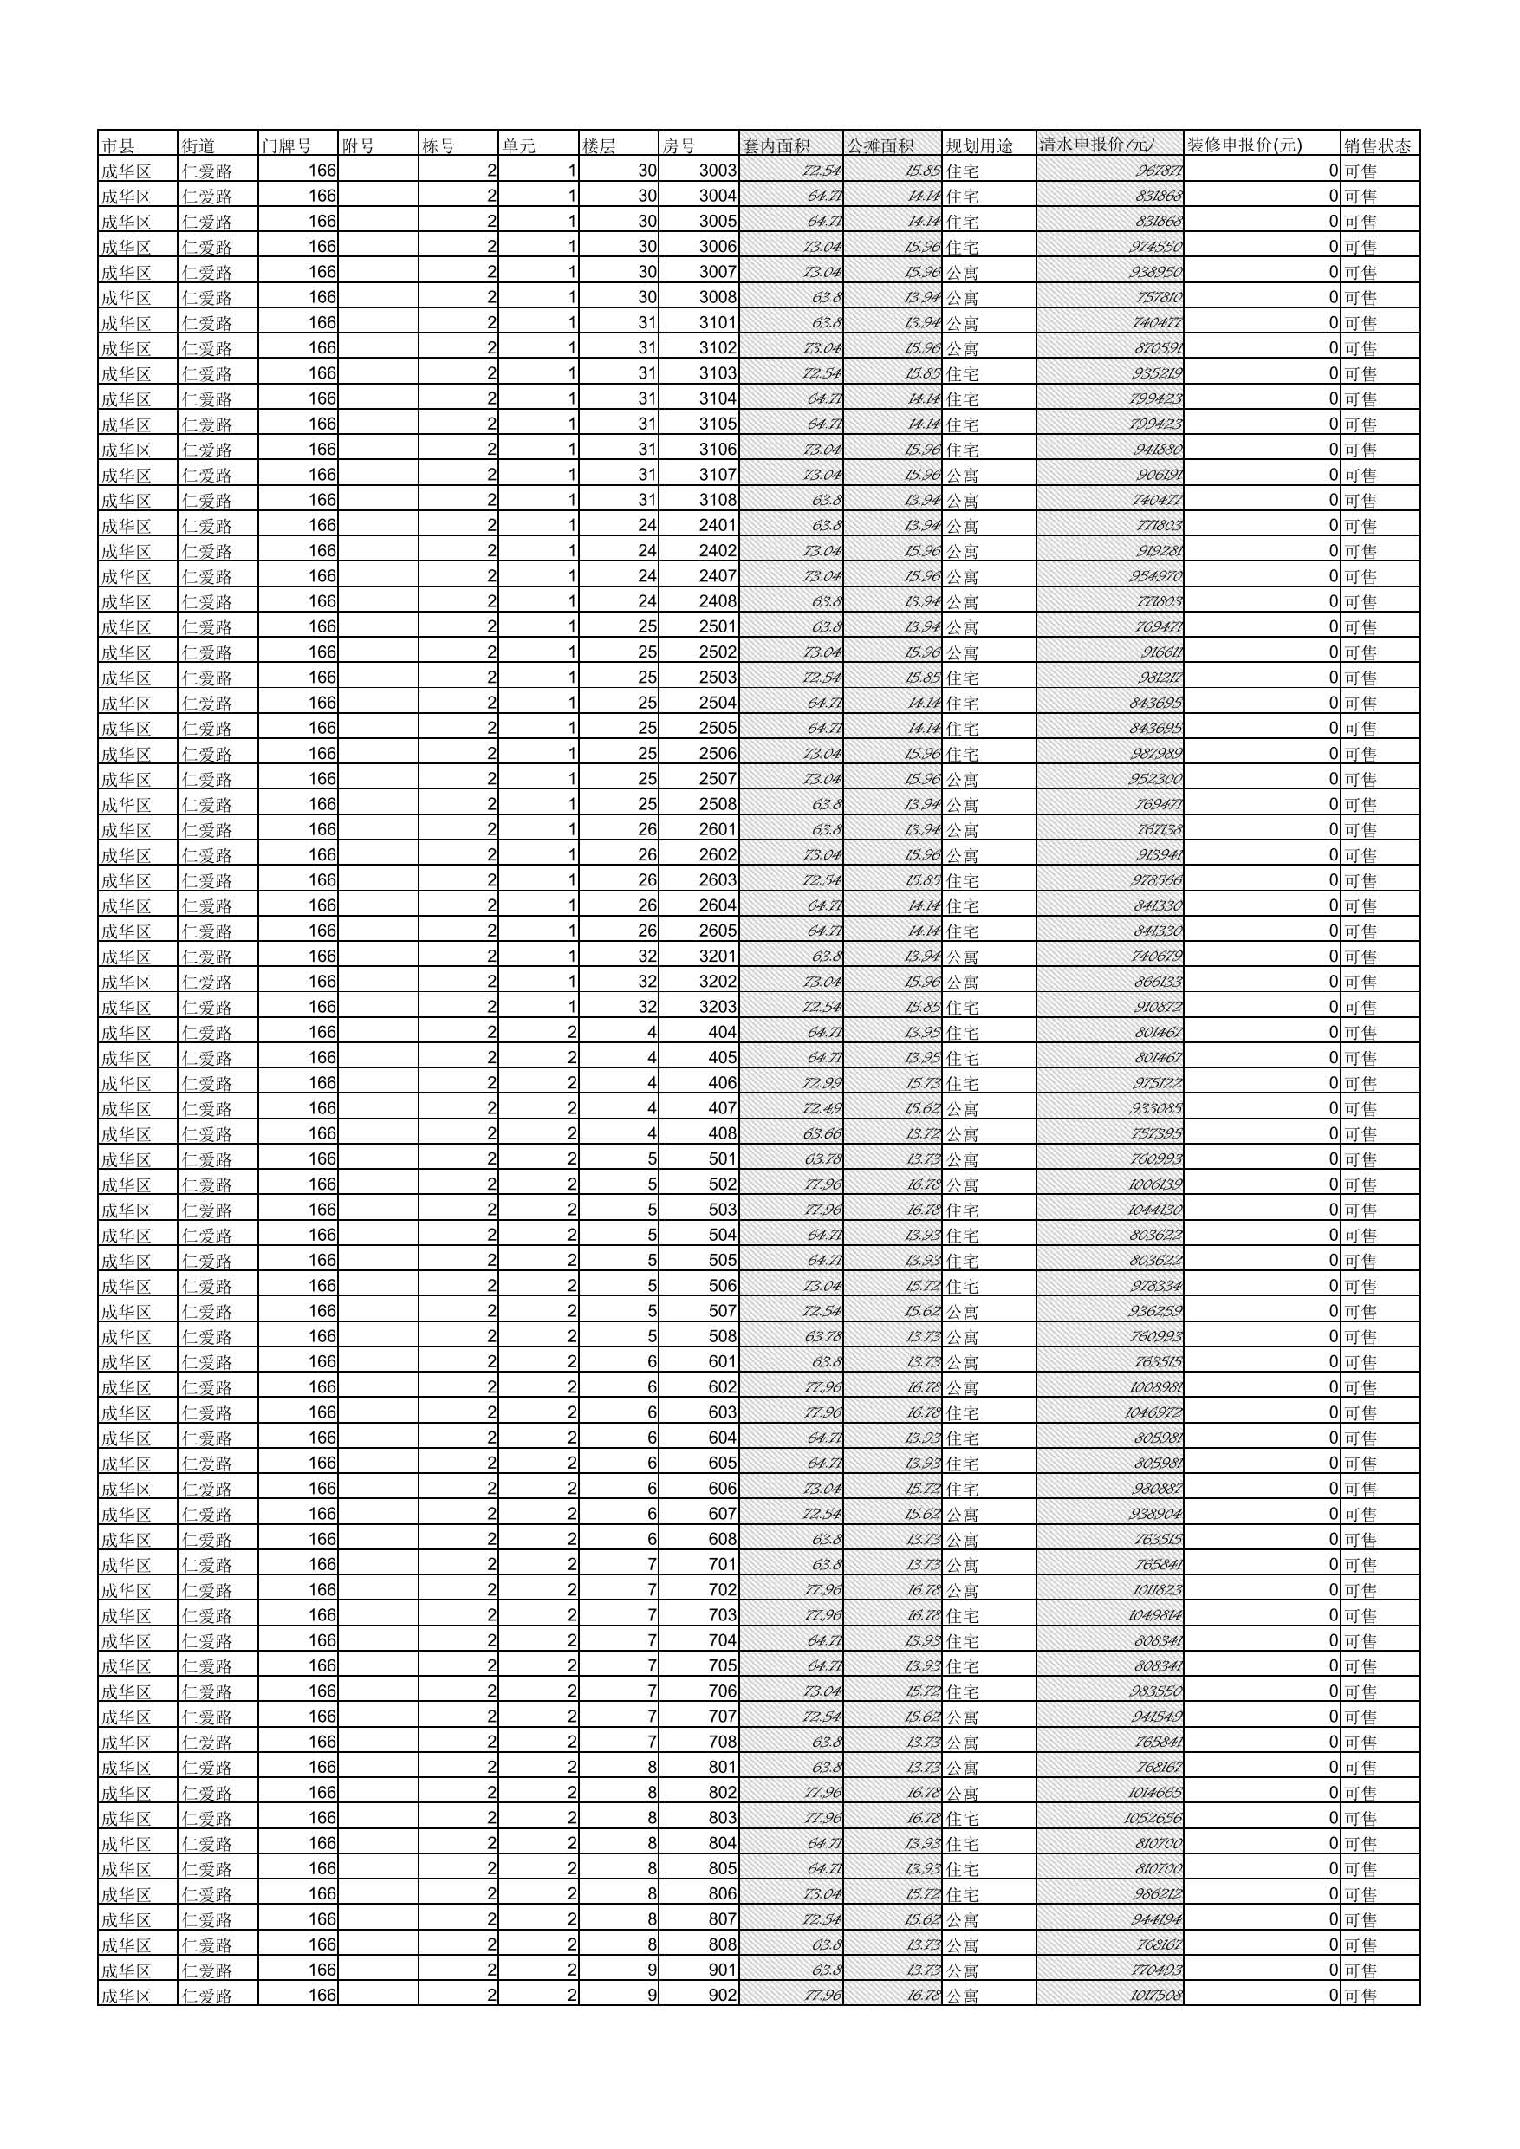 市县 街道 门牌号 附号 栋号 单元 楼层 房号 套内面积 公摊面积 规划用途 清水申报价(元) 装修申报价(元) 销售状态
成华区 仁爱路 166 2 1 30 3003 72.54 15.85 住宅 967871 0 可售
成华区 仁爱路 166 2 1 30 3004 64.71 14.14 住宅 831868 0 可售
成华区 仁爱路 166 2 1 30 3005 64.71 14.14 住宅 831868 0 可售
成华区 仁爱路 166 2 1 30 3006 73.04 15.96 住宅 974550 0 可售
成华区 仁爱路 166 2 1 30 3007 73.04 15.96 公寓 938950 0 可售
成华区 仁爱路 166 2 1 30 3008 63.8 13.94 公寓 757810 0 可售
成华区 仁爱路 166 2 1 31 3101 63.8 13.94 公寓 740477 0 可售
成华区 仁爱路 166 2 1 31 3102 73.04 15.96 公寓 870591 0 可售
成华区 仁爱路 166 2 1 31 3103 72.54 15.85 住宅 935219 0 可售
成华区 仁爱路 166 2 1 31 3104 64.71 14.14 住宅 799423 0 可售
成华区 仁爱路 166 2 1 31 3105 64.71 14.14 住宅 799423 0 可售
成华区 仁爱路 166 2 1 31 3106 73.04 15.96 住宅 941880 0 可售
成华区 仁爱路 166 2 1 31 3107 73.04 15.96 公寓 906191 0 可售
成华区 仁爱路 166 2 1 31 3108 63.8 13.94 公寓 740477 0 可售
成华区 仁爱路 166 2 1 24 2401 63.8 13.94 公寓 771803 0 可售
成华区 仁爱路 166 2 1 24 2402 73.04 15.96 公寓 919281 0 可售
成华区 仁爱路 166 2 1 24 2407 73.04 15.96 公寓 954970 0 可售
成华区 仁爱路 166 2 1 24 2408 63.8 13.94 公寓 771803 0 可售
成华区 仁爱路 166 2 1 25 2501 63.8 13.94 公寓 769471 0 可售
成华区 仁爱路 166 2 1 25 2502 73.04 15.96 公寓 916611 0 可售
成华区 仁爱路 166 2 1 25 2503 72.54 15.85 住宅 981217 0 可售
成华区 仁爱路 166 2 1 25 2504 64.71 14.14 住宅 843695 0 可售
成华区 仁爱路 166 2 1 25 2505 64.71 14.14 住宅 843695 0 可售
成华区 仁爱路 166 2 1 25 2506 73.04 15.96 住宅 987989 0 可售
成华区 仁爱路 166 2 1 25 2507 73.04 15.96 公寓 952300 0 可售
成华区 仁爱路 166 2 1 25 2508 63.8 13.94 公寓 769471 0 可售
成华区 仁爱路 166 2 1 26 2601 63.8 13.94 公寓 767138 0 可售
成华区 仁爱路 166 2 1 26 2602 73.04 15.96 公寓 913941 0 可售
成华区 仁爱路 166 2 1 26 2603 72.54 15.85 住宅 978566 0 可售
成华区 仁爱路 166 2 1 26 2604 64.71 14.14 住宅 841330 0 可售
成华区 仁爱路 166 2 1 26 2605 64.71 14.14 住宅 841330 0 可售
成华区 仁爱路 166 2 1 32 3201 63.8 13.94 公寓 740679 0 可售
成华区 仁爱路 166 2 1 32 3202 73.04 15.96 公寓 866133 0 可售
成华区 仁爱路 166 2 1 32 3203 72.54 15.85 住宅 910872 0 可售
成华区 仁爱路 166 2 2 4 404 64.71 13.95 住宅 801467 0 可售
成华区 仁爱路 166 2 2 4 405 64.71 13.95 住宅 801467 0 可售
成华区 仁爱路 166 2 2 4 406 72.99 15.73 住宅 975122 0 可售
成华区 仁爱路 166 2 2 4 407 72.49 15.62 公寓 933085 0 可售
成华区 仁爱路 166 2 2 4 408 63.66 13.72 公寓 757395 0 可售
成华区 仁爱路 166 2 2 5 501 63.78 13.73 公寓 760993 0 可售
成华区 仁爱路 166 2 2 5 502 77.96 16.78 公寓 1006139 0 可售
成华区 仁爱路 166 2 2 5 503 77.96 16.78 住宅 1044130 0 可售
成华区 仁爱路 166 2 2 5 504 64.71 13.93 住宅 803622 0 可售
成华区 仁爱路 166 2 2 5 505 64.71 13.93 住宅 803622 0 可售
成华区 仁爱路 166 2 2 5 506 73.04 15.72 住宅 978334 0 可售
成华区 仁爱路 166 2 2 5 507 72.54 15.62 公寓 936259 0 可售
成华区 仁爱路 166 2 2 5 508 63.78 13.73 公寓 760993 0 可售
成华区 仁爱路 166 2 2 6 601 63.8 13.73 公寓 763515 0 可售
成华区 仁爱路 166 2 2 6 602 77.96 16.78 公寓 1008981 0 可售
成华区 仁爱路 166 2 2 6 603 77.96 16.78 住宅 1046972 0 可售
成华区 仁爱路 166 2 2 6 604 64.71 13.93 住宅 805981 0 可售
成华区 仁爱路 166 2 2 6 605 64.71 13.93 住宅 805981 0 可售
成华区 仁爱路 166 2 2 6 606 73.04 15.72 住宅 980887 0 可售
成华区 仁爱路 166 2 2 6 607 72.54 15.62 公寓 938904 0 可售
成华区 仁爱路 166 2 2 6 608 63.8 13.73 公寓 763515 0 可售
成华区 仁爱路 166 2 2 7 701 63.8 13.73 公寓 765841 0 可售
成华区 仁爱路 166 2 2 7 702 77.96 16.78 公寓 1011823 0 可售
成华区 仁爱路 166 2 2 7 703 77.96 16.78 住宅 1049814 0 可售
成华区 仁爱路 166 2 2 7 704 64.71 13.93 住宅 808341 0 可售
成华区 仁爱路 166 2 2 7 705 64.71 13.93 住宅 808341 0 可售
成华区 仁爱路 166 2 2 7 706 73.04 15.72 住宅 983550 0 可售
成华区 仁爱路 166 2 2 7 707 72.54 15.62 公寓 941549 0 可售
成华区 仁爱路 166 2 2 7 708 63.8 13.73 公寓 765841 0 可售
成华区 仁爱路 166 2 2 8 801 63.8 13.73 公寓 768167 0 可售
成华区 仁爱路 166 2 2 8 802 77.96 16.78 公寓 1014665 0 可售
成华区 仁爱路 166 2 2 8 803 77.96 16.78 住宅 1052656 0 可售
成华区 仁爱路 166 2 2 8 804 64.71 13.93 住宅 810700 0 可售
成华区 仁爱路 166 2 2 8 805 64.71 13.93 住宅 810700 0 可售
成华区 仁爱路 166 2 2 8 806 73.04 15.72 住宅 986212 0 可售
成华区 仁爱路 166 2 2 8 807 72.54 15.62 公寓 944194 0 可售
成华区 仁爱路 166 2 2 8 808 63.8 13.73 公寓 768167 0 可售
成华区 仁爱路 166 2 2 9 901 63.8 13.73 公寓 770493 0 可售
成华区 仁爱路 166 2 2 9 902 77.96 16.78 公寓 1017508 0 可售